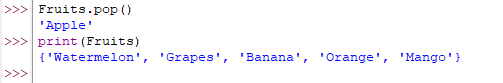 >>> Fruits.pop()
'Apple'
>>> print(Fruits)
{'Watermelon', 'Grapes', 'Banana', 'Orange', 'Mango'}
>>>